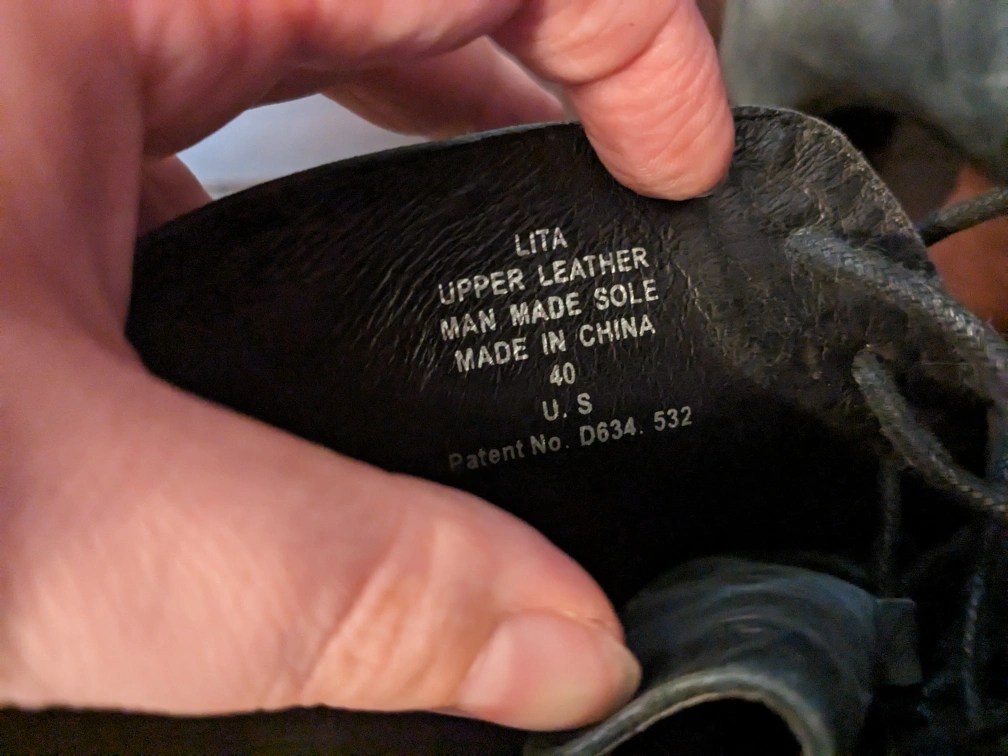 LITA
UPPER LEATHER
MAN MADE SOLE
MADE IN CHINA
40
U. S
Patent No. D634. 532